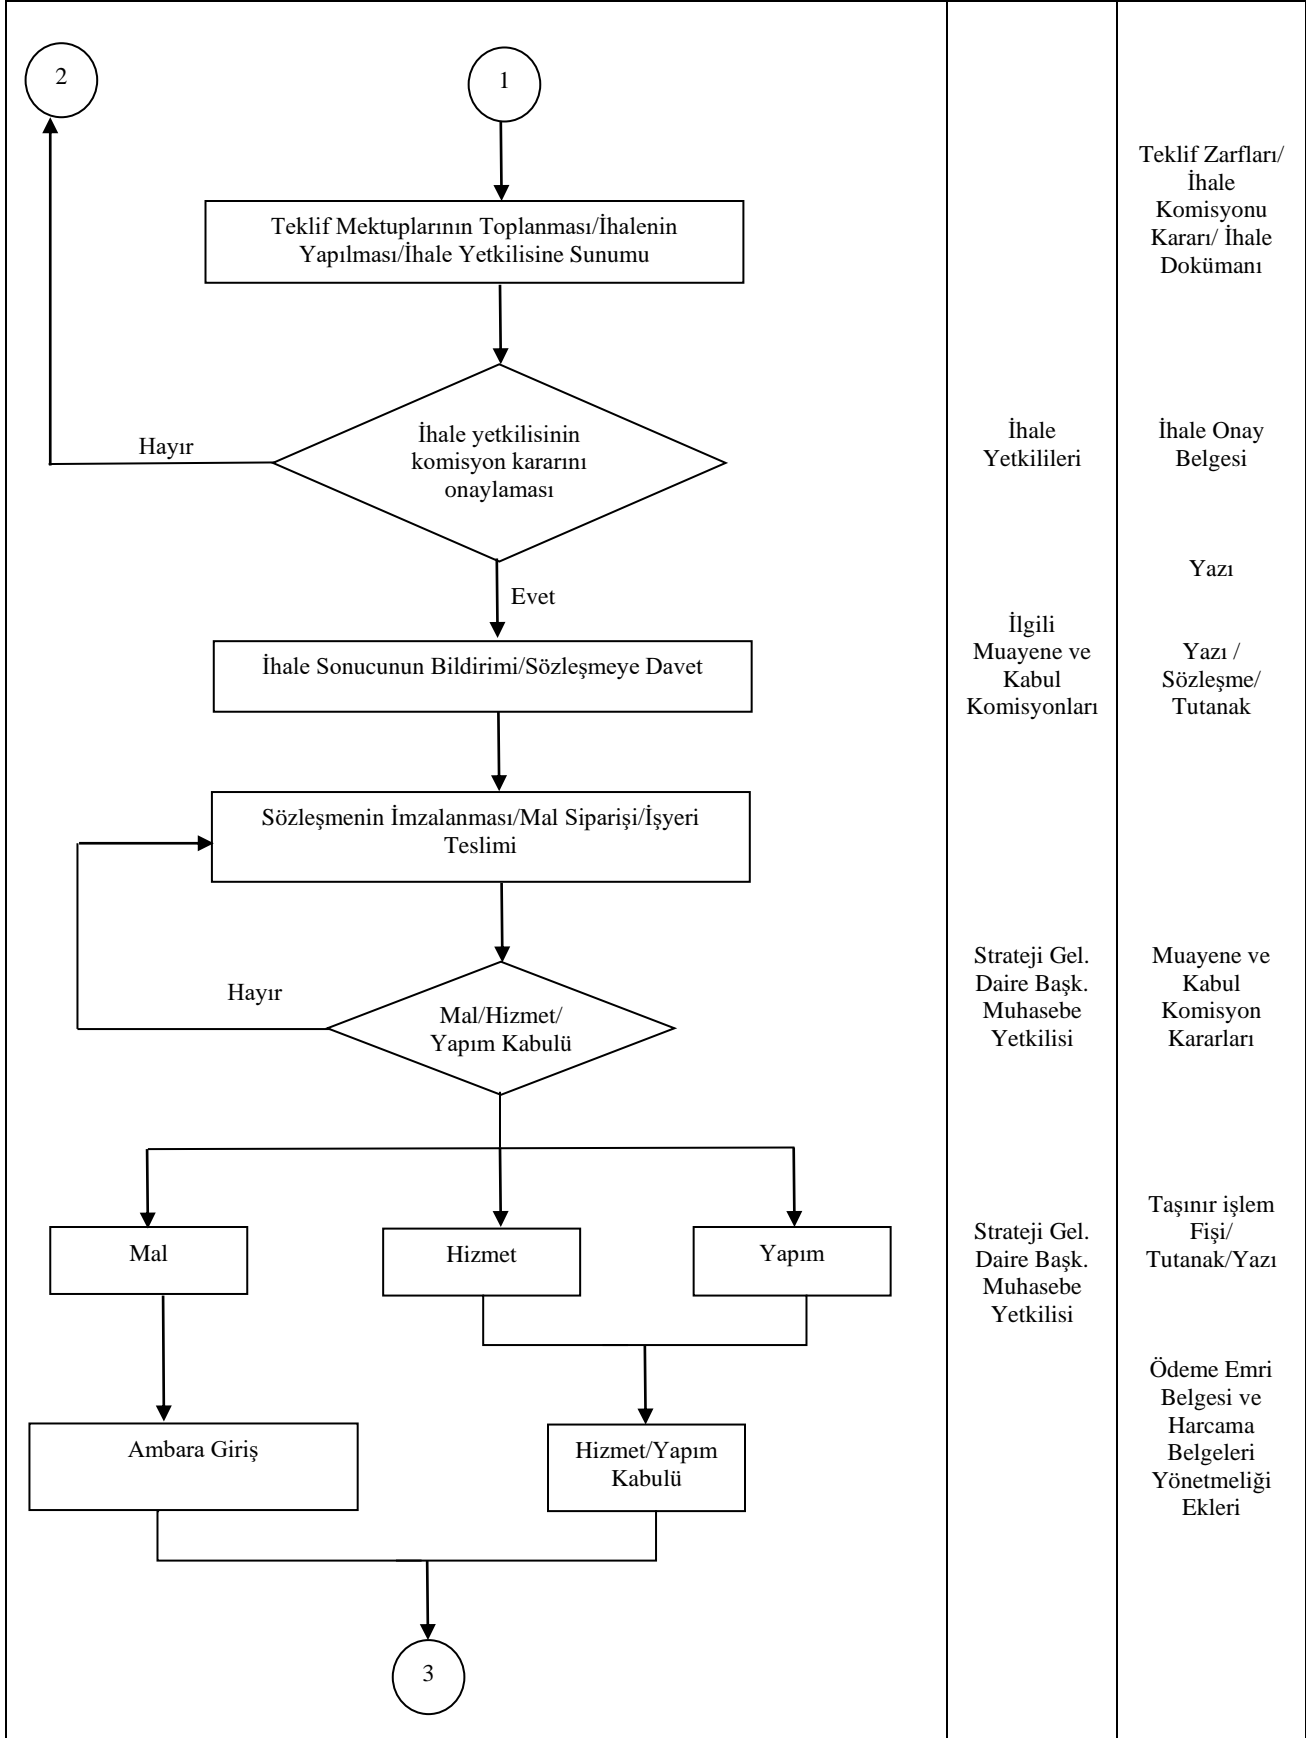 2
1
Teklif Mektuplarının Toplanması/İhalenin
Yapılması/İhale Yetkilisine Sunumu
İhale yetkilisinin
komisyon kararını
onaylaması
Hayır
Evet
İhale Sonucunun Bildirimi/Sözleşmeye Davet
Sözleşmenin İmzalanması/Mal Siparişi/İşyeri
Teslimi
Hayır
Mal/Hizmet/
Yapım Kabulü
Mal
Hizmet
Yapım
Ambara Giriş
Hizmet/Yapım
Kabulü
3
İhale
Yetkilileri
İlgili
Muayene ve
Kabul
Komisyonları
Strateji Gel.
Daire Başk.
Muhasebe
Yetkilisi
Strateji Gel.
Daire Başk.
Muhasebe
Yetkilisi
Teklif Zarfları/
İhale
Komisyonu
Kararı/ İhale
Dokümanı
İhale Onay
Belgesi
Yazı
Yazı /
Sözleşme/
Tutanak
Muayene ve
Kabul
Komisyon
Kararları
Taşınır işlem
Fişi/
Tutanak/Yazı
Ödeme Emri
Belgesi ve
Harcama
Belgeleri
Yönetmeliği
Ekleri